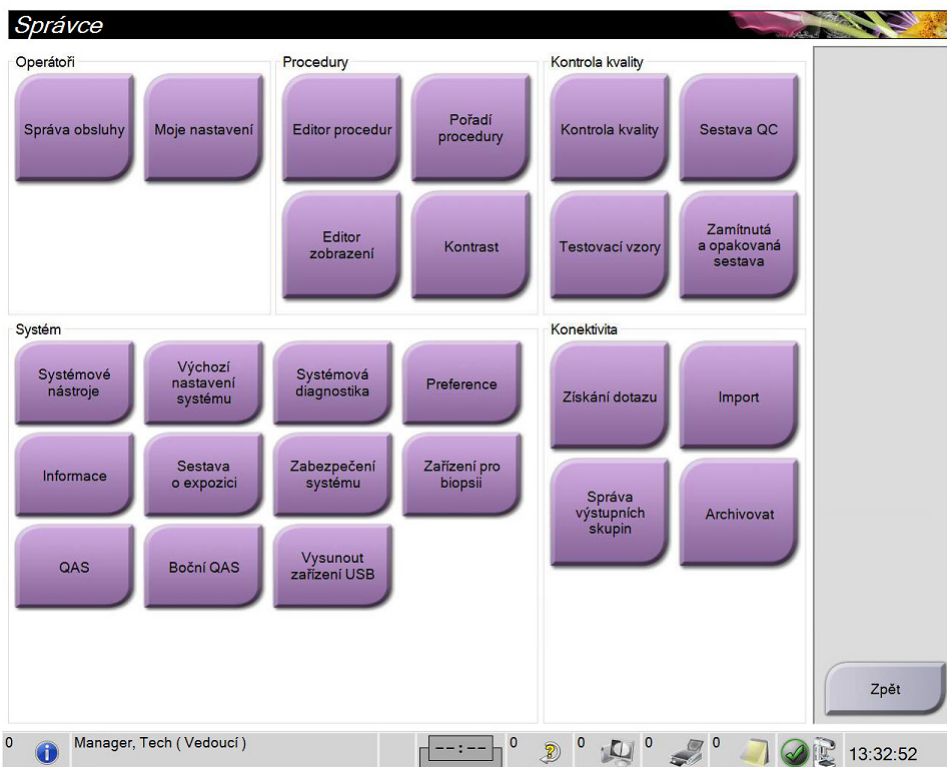 Správce
Operátoři
Správa obsluhy
Moje nastavení
Procedury
Editor procedur
Pořadí
procedury
Editor
zobrazení
Kontrast
Kontrola kvality
Kontrola kvality
Sestava QC
Testovací vzory
Zamítnutá
a opakovaná
sestava
Systém
Systémové
nástroje
Výchozí
nastavení
systému
Systémová
diagnostika
Preference
Informace
Sestava
o expozici
Zabezpečení
systému
Zařízení pro
biopsii
QAS
Boční QAS
Vysunout
zařízení USB
Konektivita
Získání dotazu
Import
Správa
výstupních
skupin
Archivovat
Zpět
0
Manager, Tech ( Vedoucí )
--:--
0
0
0
0
13:32:52